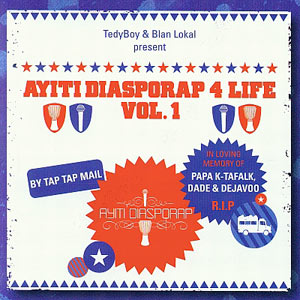 TedyBoy & Blan Lokal
present
AYITI DIASPORAP 4 LIFE
VOL. 1
BY TAP TAP MAIL
IN LOVING
MEMORY OF
PAPA K-TAFALK,
DADE & DEJAVOO
R.I.P
AYITI DIASPORAP